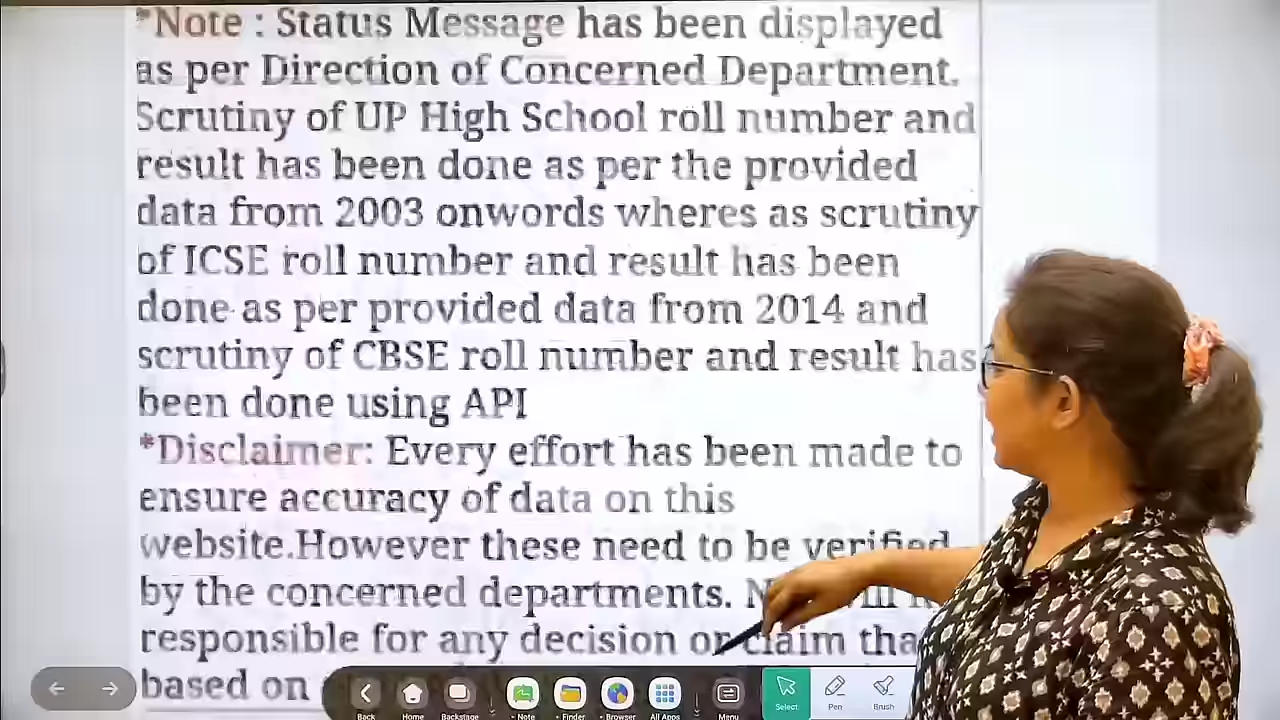 *Note : Status Message has been displayed
as per Direction of Concerned Department.
Scrutiny of UP High School roll number and
result has been done as per the provided
data from 2003 onwords wheres as scrutiny
of ICSE roll number and result has been
done as per provided data from 2014 and
scrutiny of CBSE roll number and result has
been done using API
*Disclaimer: Every effort has been made to
ensure accuracy of data on this
website.However these need to be verified
by the concerned departments.
responsible for any decision or claim
based on
Back Home Backstage Note Finder Browser All Apps Menu Select Pen Brush